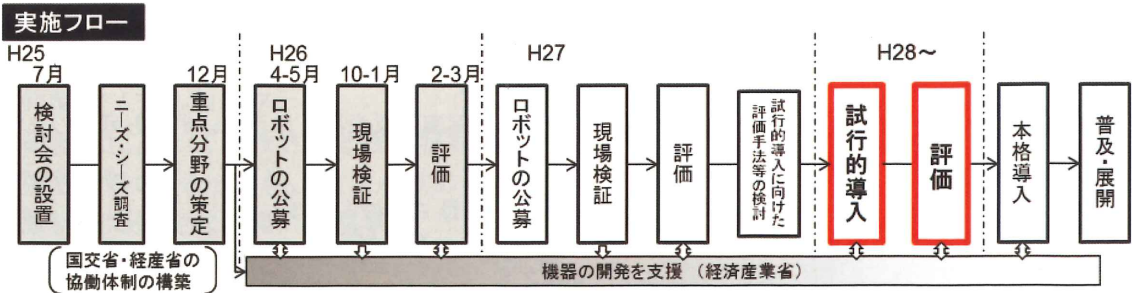 実施フロー
H25
7月
12月
H26
4-5月
10-1月
2-3月
H27
H28～
検討会の設置
ニーズ・シーズ調査
重点分野の策定
ロボットの公募
現場検証
評価
ロボットの公募
現場検証
評価
試行的導入に向けた
評価手法等の検討
試行的導入
評価
本格導入
普及・展開
国交省・経産省の
協働体制の構築
機器の開発を支援 （経済産業省）